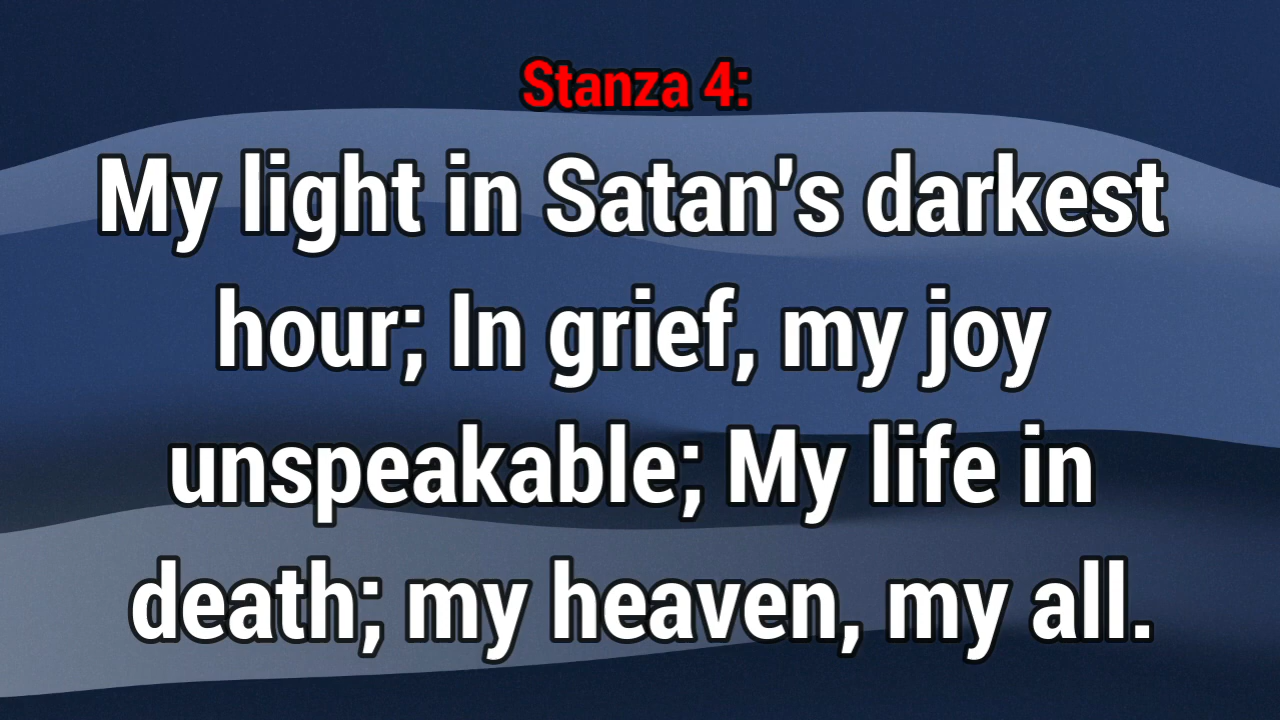 Stanza 4:
My light in Satan's darkest
hour; In grief, my joy
unspeakable; My life in
death; my heaven, my all.